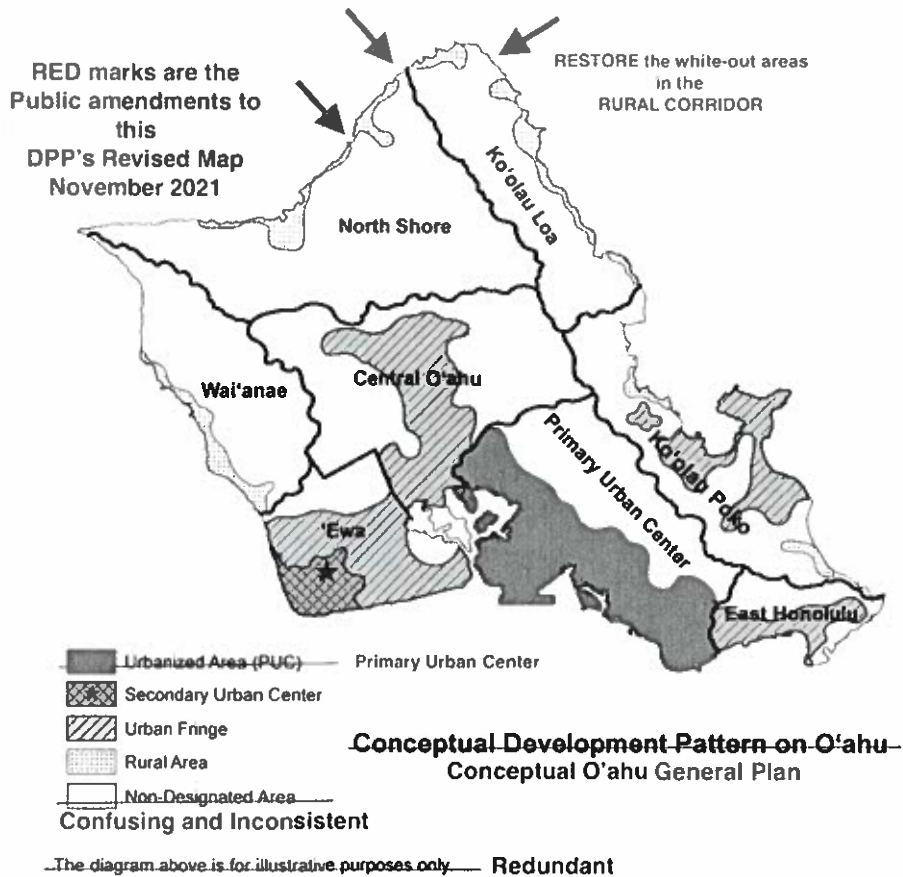 RED marks are the
Public amendments to
this
DPP's Revised Map
November 2021
RESTORE the white-out areas
in the
RURAL CORRIDOR
Ko'olau Loa
North Shore
Wai'anae
Central O'ahu
Primary Urban Center
Ko'olau Poko
'Ewa
East Honolulu
Urbanized Area (PUC) Primary Urban Center
Secondary Urban Center
Urban Fringe
Rural Area
Non-Designated Area
Conceptual Development Pattern on O'ahu
Conceptual O'ahu General Plan
Confusing and Inconsistent
The diagram above is for illustrative purposes only Redundant